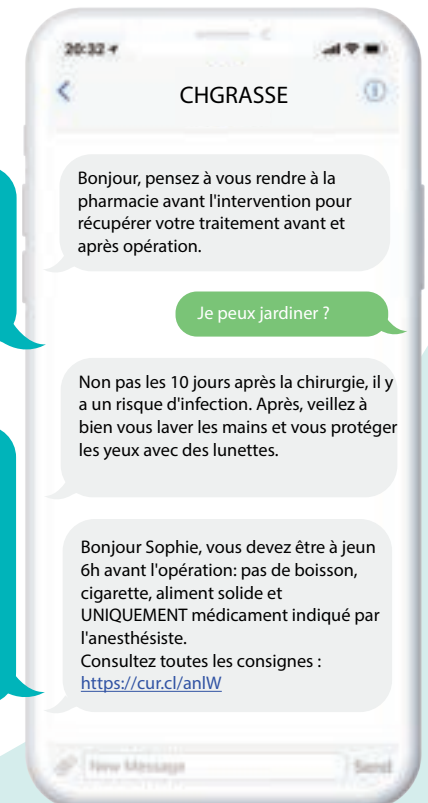 20:32
CHGRASSE
Bonjour, pensez à vous rendre à la
pharmacie avant l'intervention pour
récupérer votre traitement avant et
après opération.
Je peux jardiner ?
Non pas les 10 jours après la chirurgie, il y
a un risque d'infection. Après, veillez à
bien vous laver les mains et vous protéger
les yeux avec des lunettes.
Bonjour Sophie, vous devez être à jeun
6h avant l'opération: pas de boisson,
cigarette, aliment solide et
UNIQUEMENT médicament indiqué par
l'anesthésiste.
Consultez toutes les consignes :
https://cur.cl/anlW
New Message Send